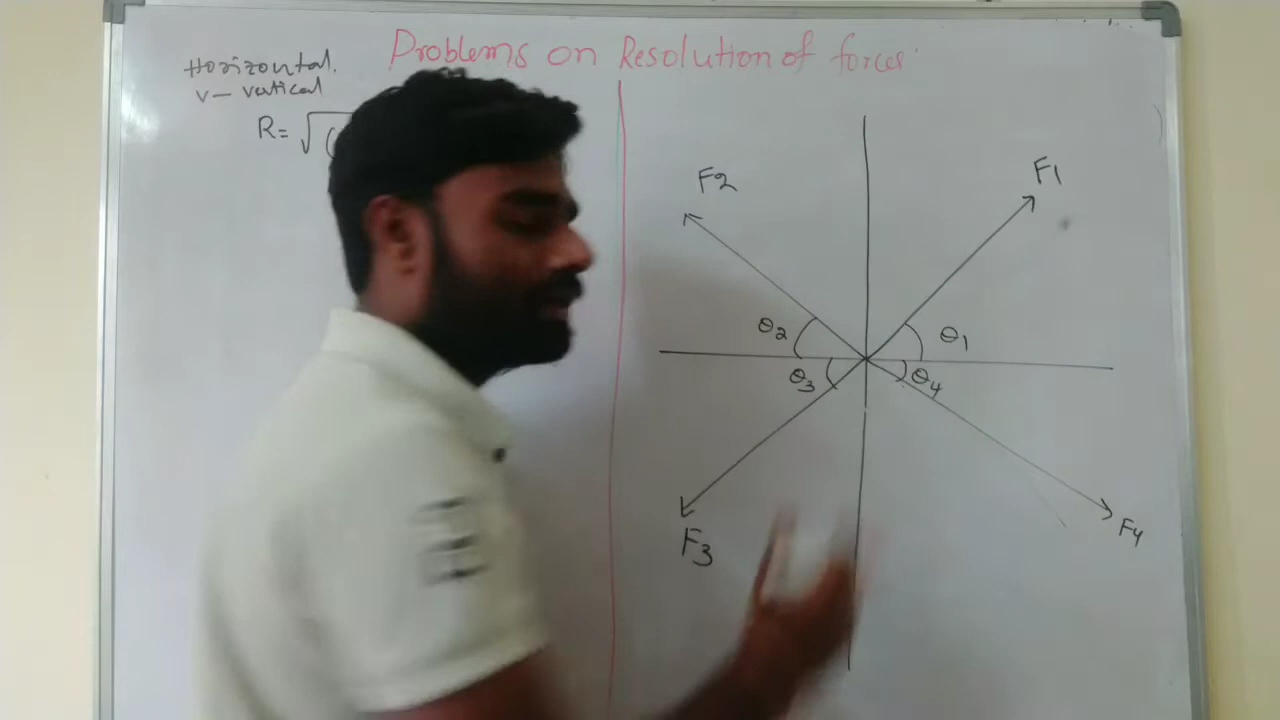 Problems on Resolution of forces
Horizontal.
V- vertical
R= √(
F2
F1
θ2
θ1
θ3
θ4
F3
F4